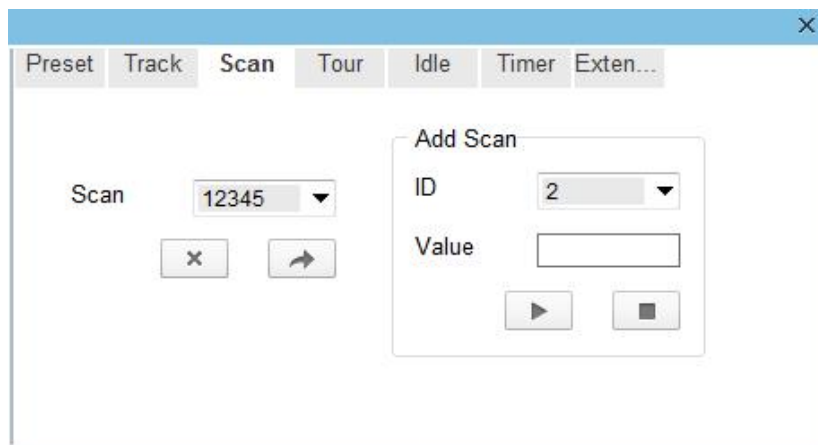 Preset Track Scan Tour Idle Timer Exten...
Scan 12345
Add Scan
ID 2
Value